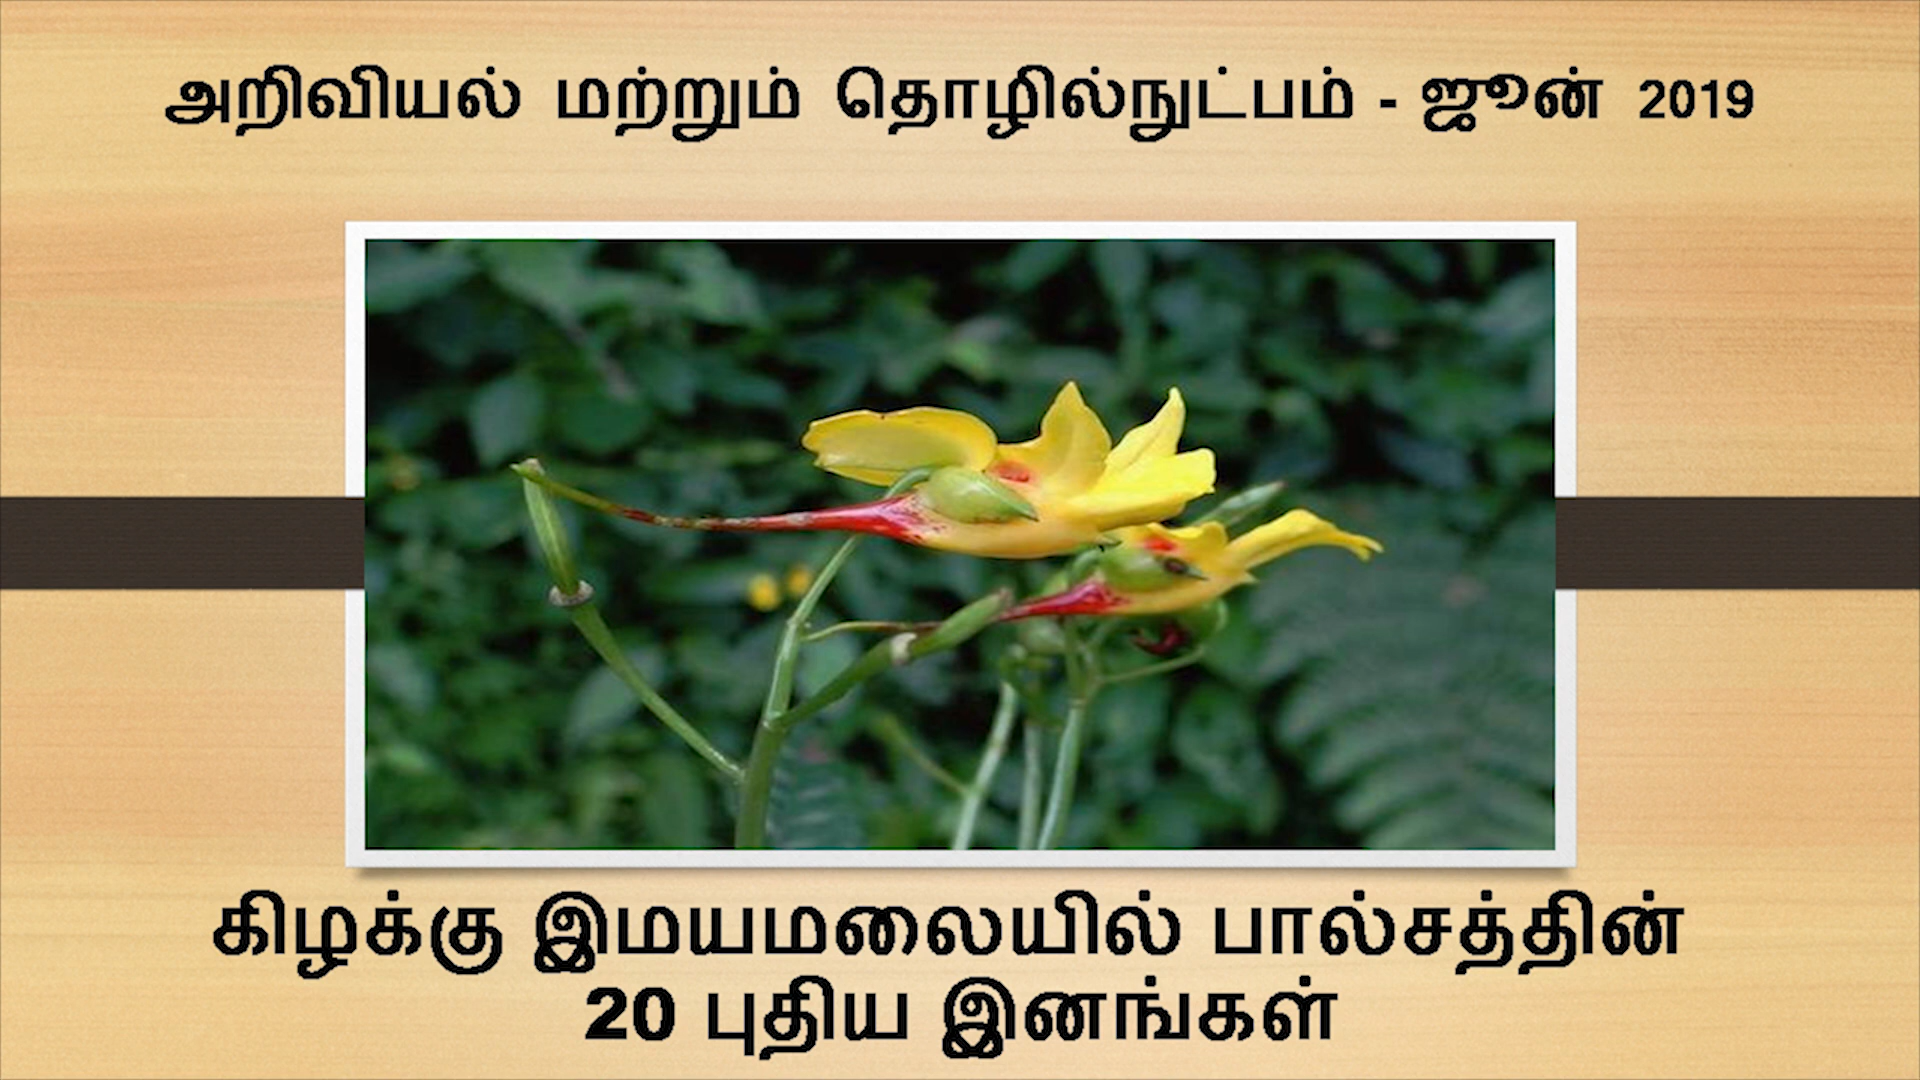 அறிவியல் மற்றும் தொழில்நுட்பம் - ஜூன் 2019
கிழக்கு இமயமலையில் பால்சத்தின்
20 புதிய இனங்கள்